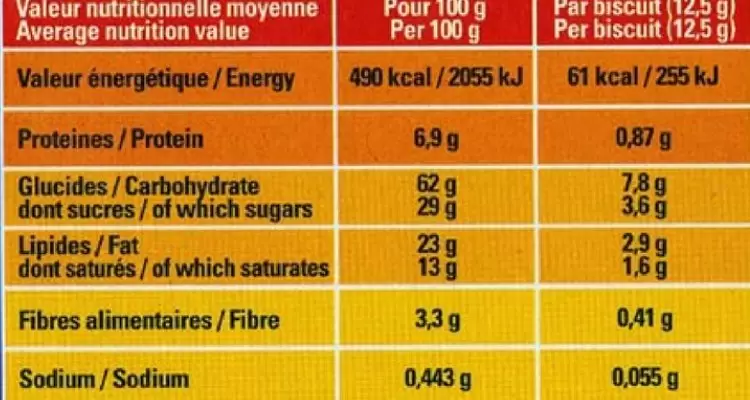 Valeur nutritionnelle moyenne
Average nutrition value
Pour 100 g
Per 100 g
Par biscuit (12,5 g)
Per biscuit (12,5 g)
Valeur énergétique / Energy 490 kcal / 2055 kJ 61 kcal / 255 kJ
Proteines / Protein 6,9 g 0,87 g
Glucides / Carbohydrate 62 g 7,8 g
dont sucres / of which sugars 29 g 3,6 g
Lipides / Fat 23 g 2,9 g
dont saturés / of which saturates 13 g 1,6 g
Fibres alimentaires / Fibre 3,3 g 0,41 g
Sodium / Sodium 0,443 g 0,055 g